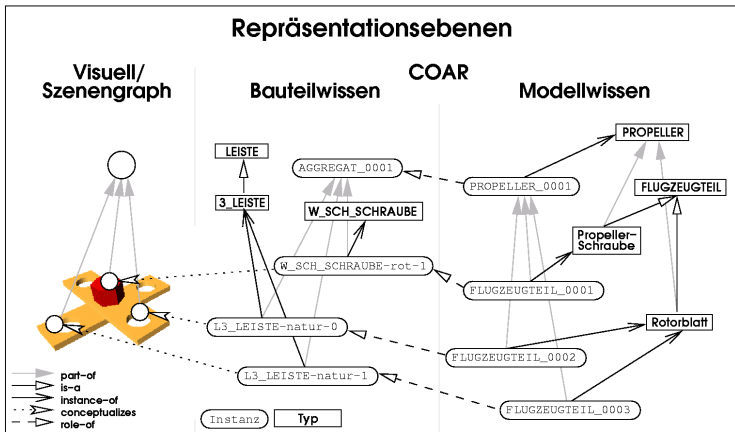 Repräsentationsebenen
Visuell/
Szenengraph
COAR
Bauteilwissen
Modellwissen
LEISTE
AGGREGAT_0001
3_LEISTE
W_SCH_SCHRAUBE
W_SCH_SCHRAUBE-rot-1
L3_LEISTE-natur-0
L3_LEISTE-natur-1
PROPELLER
PROPELLER_0001
FLUGZEUGTEIL
Propeller-
Schraube
FLUGZEUGTEIL_0001
Rotorblatt
FLUGZEUGTEIL_0002
FLUGZEUGTEIL_0003
part-of
is-a
instance-of
conceptualizes
role-of
Instanz
Typ